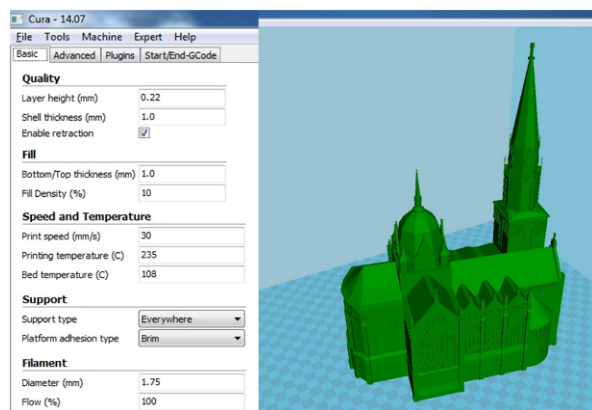 Cura - 14.07
File Tools Machine Expert Help
Basic Advanced Plugins Start/End-GCode
Quality
Layer height (mm) 0.22
Shell thickness (mm) 1.0
Enable retraction
Fill
Bottom/Top thickness (mm) 1.0
Fill Density (%) 10
Speed and Temperature
Print speed (mm/s) 30
Printing temperature (C) 235
Bed temperature (C) 108
Support
Support type Everywhere
Platform adhesion type Brim
Filament
Diameter (mm) 1.75
Flow (%) 100